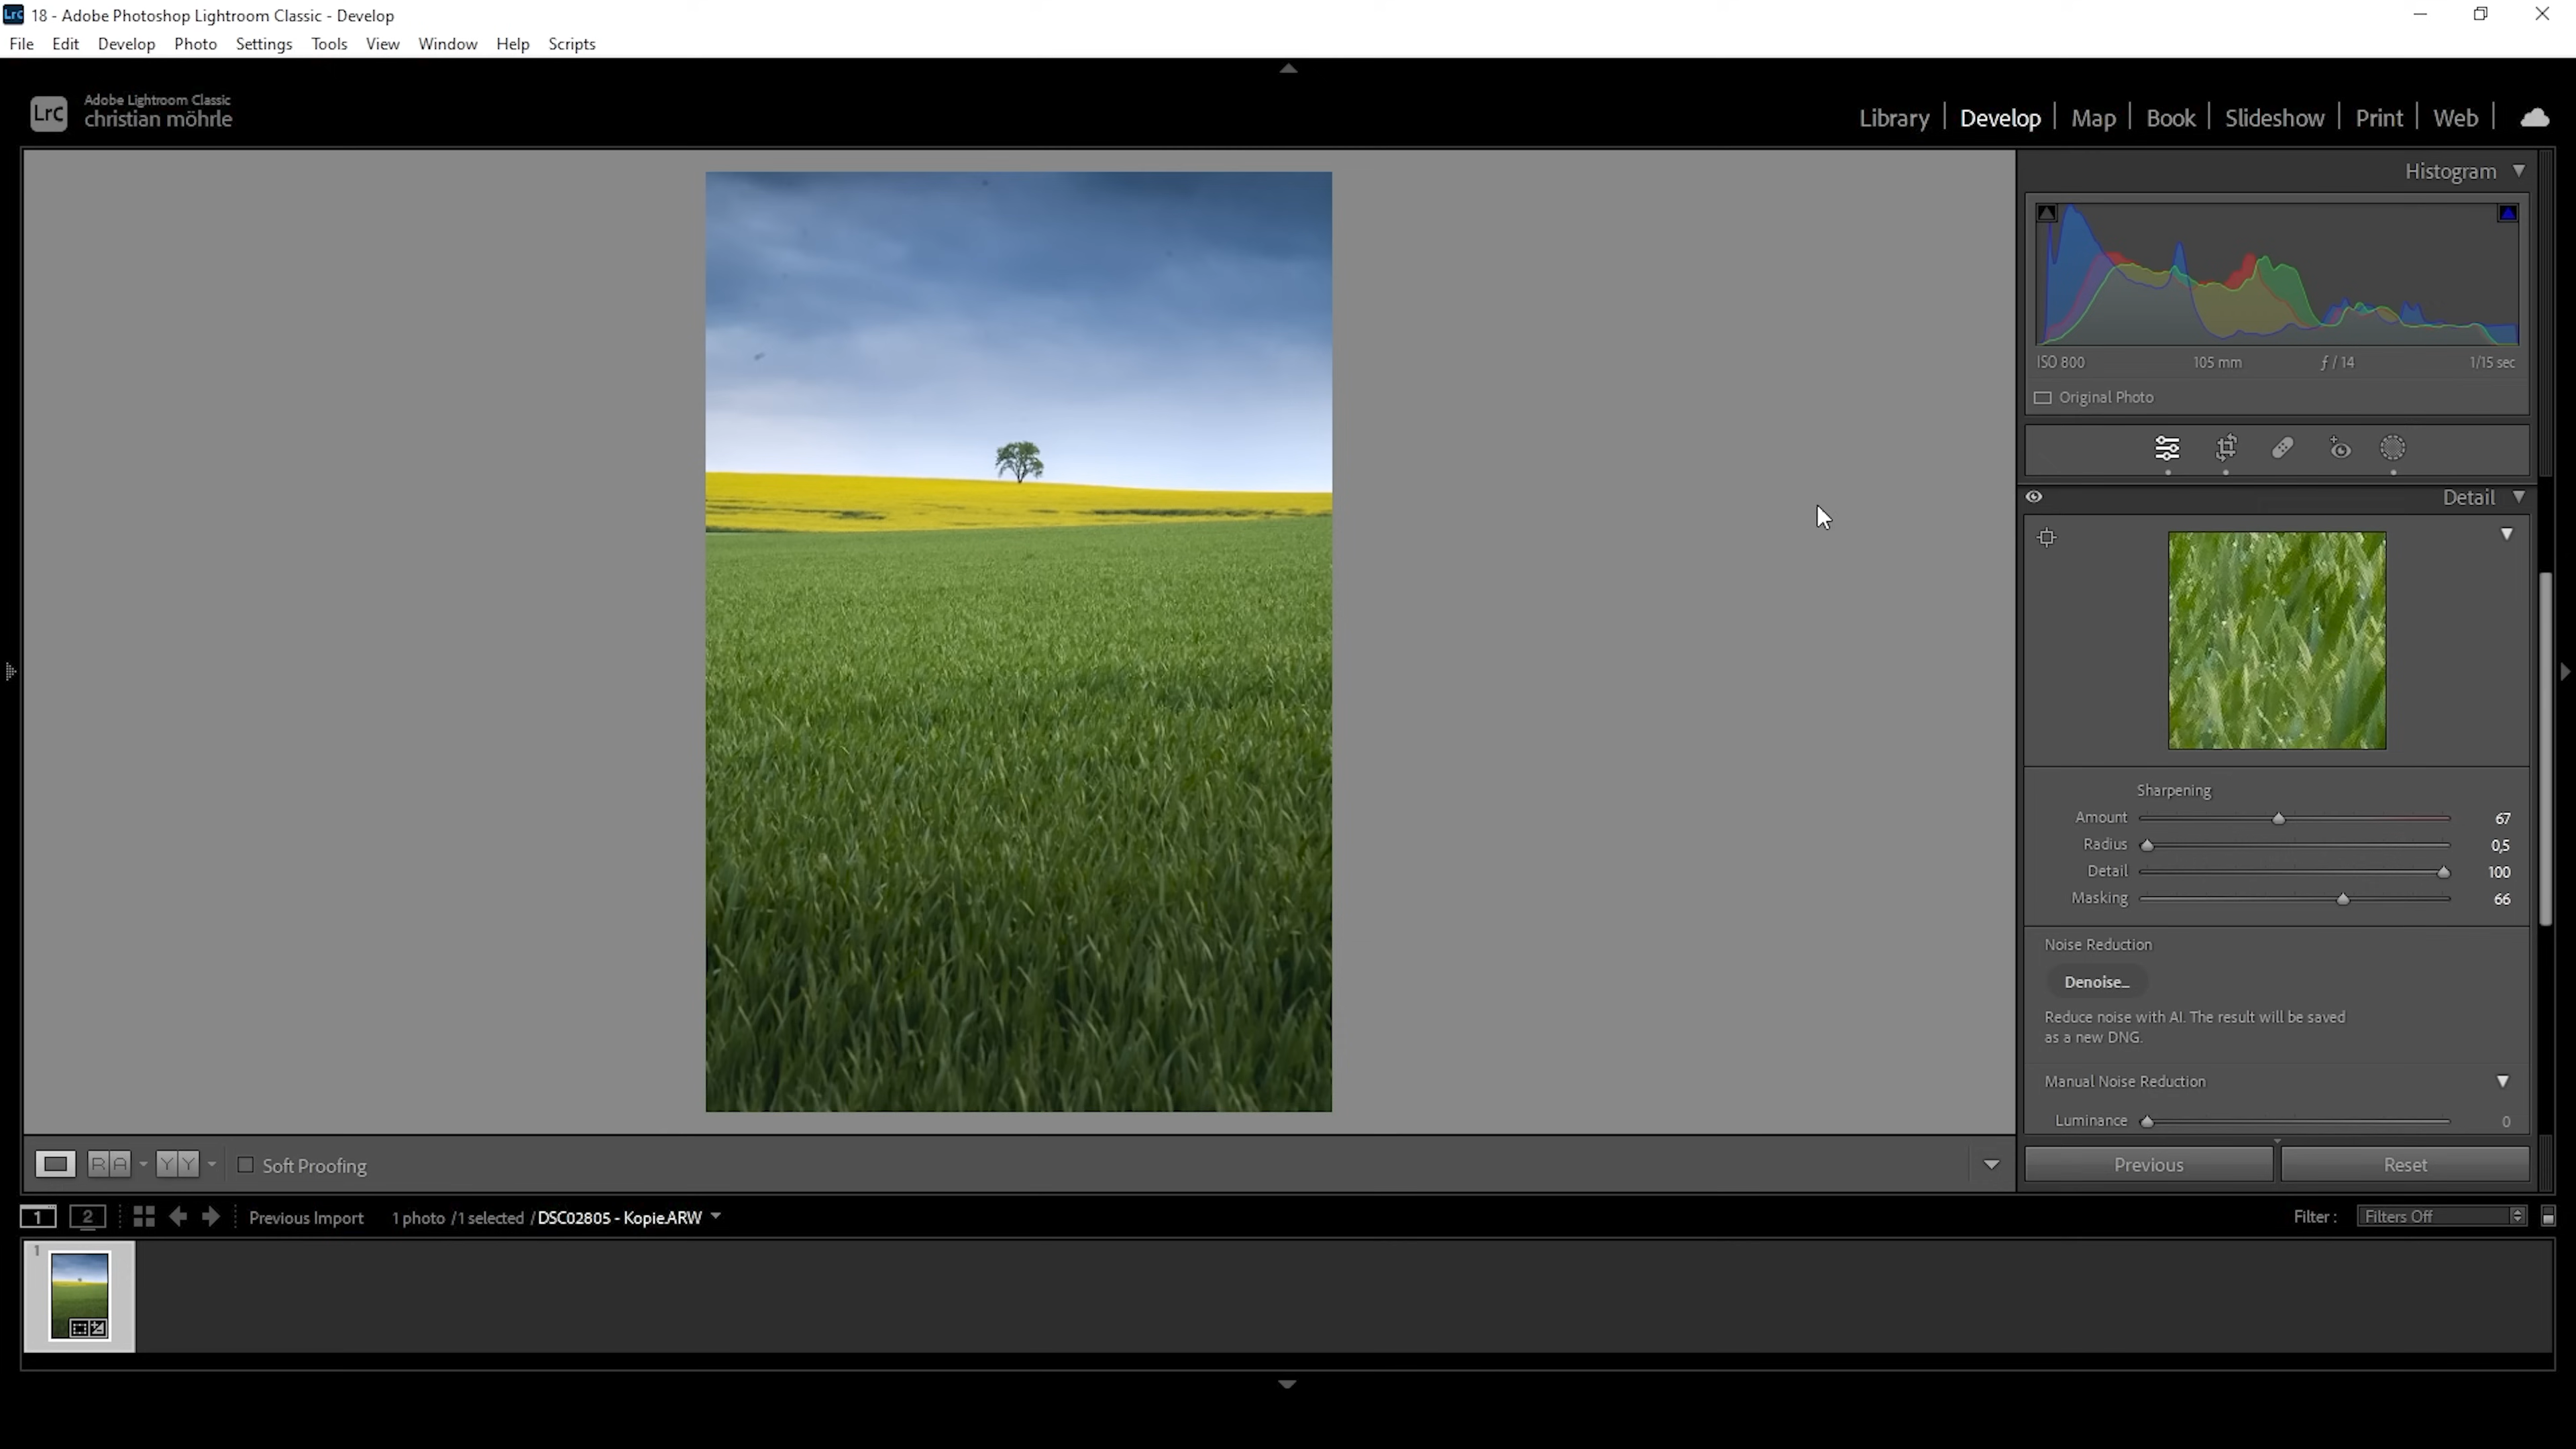 Lrc 18 - Adobe Photoshop Lightroom Classic - Develop
File Edit Develop Photo Settings Tools View Window Help Scripts
Lrc Adobe Lightroom Classic
christian möhrle
Library | Develop | Map | Book | Slideshow | Print | Web |
Histogram
ISO 800 105 mm ƒ / 14 1/15 sec
Original Photo
Detail
Sharpening
Amount 67
Radius 0,5
Detail 100
Masking 66
Noise Reduction
Denoise...
Reduce noise with AI. The result will be saved
as a new DNG.
Manual Noise Reduction
Luminance 0
R A Y Y Soft Proofing
Previous Reset
1 2 Previous Import 1 photo / 1 selected / DSC02805 - Kopie.ARW
Filter : Filters Off
1